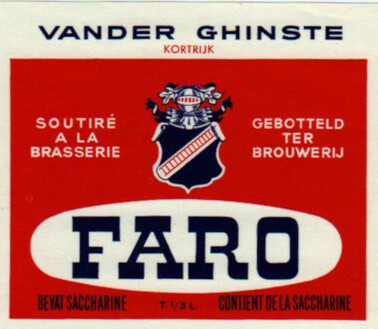 VANDER GHINSTE
KORTRIJK
SOUTIRÉ
A LA
BRASSERIE
GEBOTTELD
TER
BROUWERIJ
FARO
BEVAT SACCHARINE
T. 1/3 L.
CONTIENT DE LA SACCHARINE